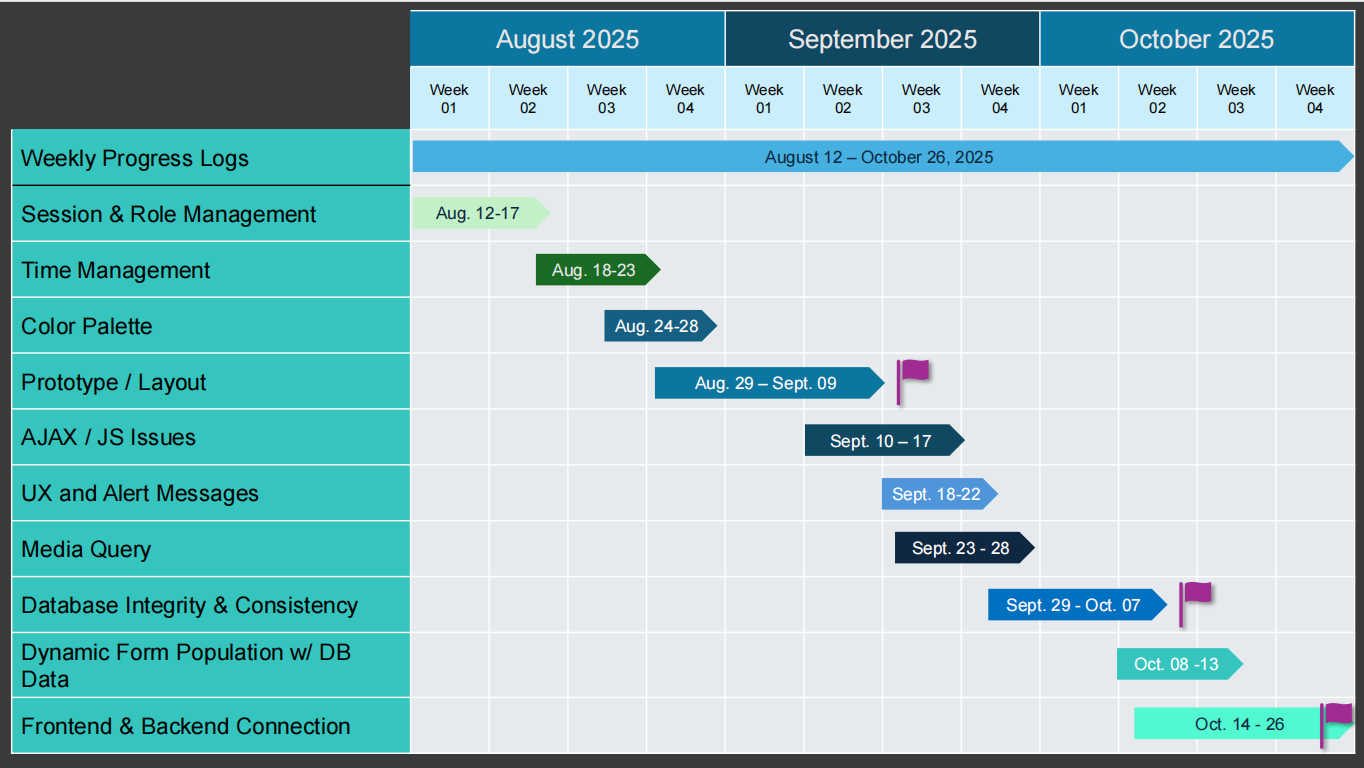 August 2025
September 2025
October 2025
Week 01
Week 02
Week 03
Week 04
Week 01
Week 02
Week 03
Week 04
Week 01
Week 02
Week 03
Week 04
Weekly Progress Logs
August 12 – October 26, 2025
Session & Role Management
Aug. 12-17
Time Management
Aug. 18-23
Color Palette
Aug. 24-28
Prototype / Layout
Aug. 29 – Sept. 09
AJAX / JS Issues
Sept. 10 – 17
UX and Alert Messages
Sept. 18-22
Media Query
Sept. 23 - 28
Database Integrity & Consistency
Sept. 29 - Oct. 07
Dynamic Form Population w/ DB
Data
Oct. 08 -13
Frontend & Backend Connection
Oct. 14 - 26